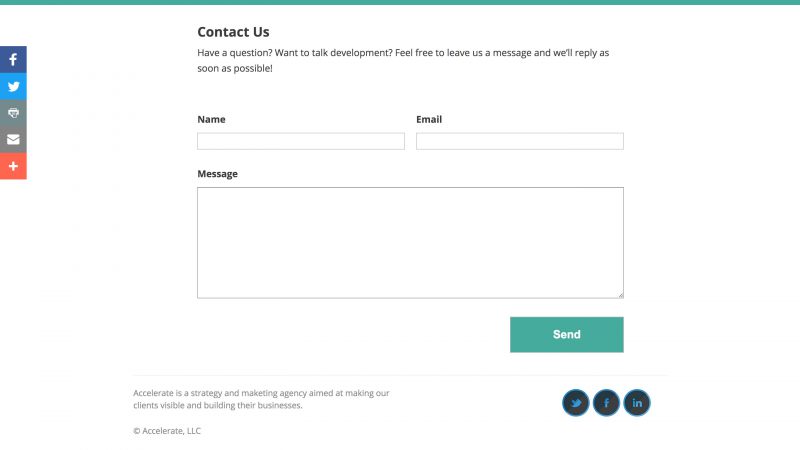 Contact Us
Have a question? Want to talk development? Feel free to leave us a message and we'll reply as
soon as possible!
Name
Email
Message
Send
Accelerate is a strategy and maketing agency aimed at making our
clients visible and building their businesses.
© Accelerate, LLC